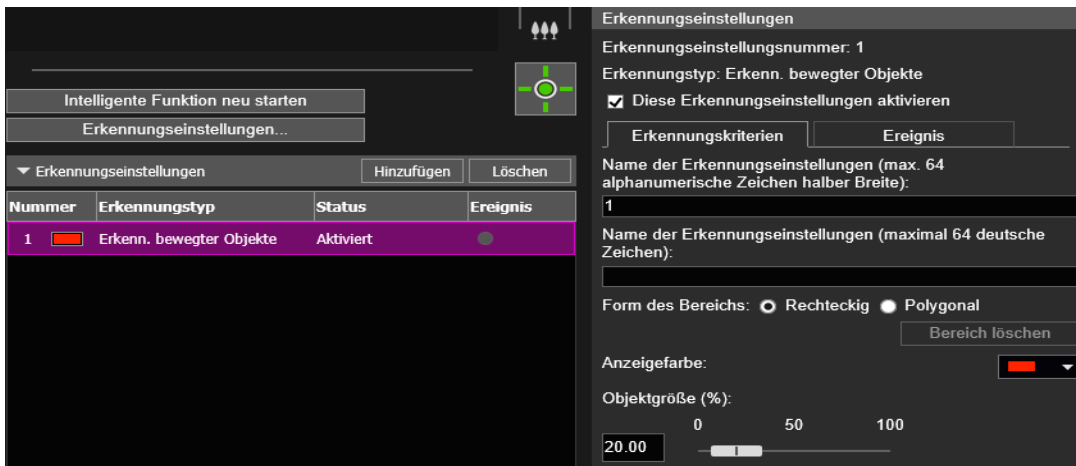 Intelligente Funktion neu starten
Erkennungseinstellungen...
Erkennungseinstellungen
Hinzufügen
Löschen
Nummer Erkennungstyp Status Ereignis
1 Erkenn. bewegter Objekte Aktiviert
Erkennungseinstellungen
Erkennungseinstellungsnummer: 1
Erkennungstyp: Erkenn. bewegter Objekte
Diese Erkennungseinstellungen aktivieren
Erkennungskriterien Ereignis
Name der Erkennungseinstellungen (max. 64
alphanumerische Zeichen halber Breite):
1
Name der Erkennungseinstellungen (maximal 64 deutsche
Zeichen):
Form des Bereichs: Rechteckig Polygonal
Bereich löschen
Anzeigefarbe:
Objektgröße (%):
0 50 100
20.00